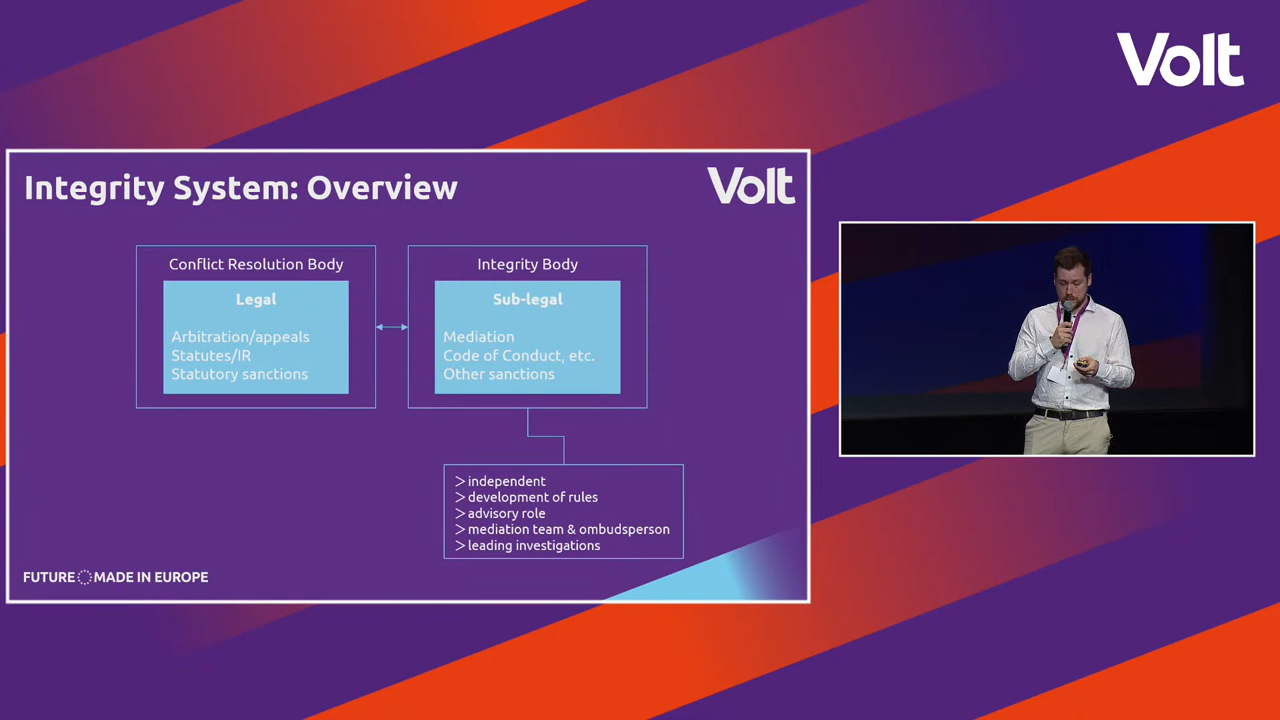 Volt
Integrity System: Overview
Volt
Conflict Resolution Body
Legal
Arbitration/appeals
Statutes/IR
Statutory sanctions
Integrity Body
Sub-legal
Mediation
Code of Conduct, etc.
Other sanctions
> independent
> development of rules
> advisory role
> mediation team & ombudsperson
> leading investigations
FUTURE MADE IN EUROPE